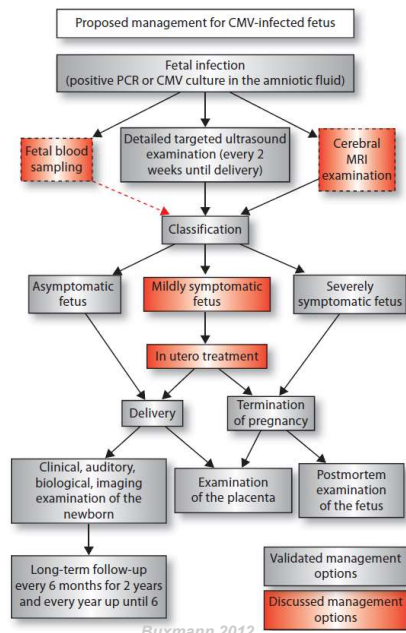 Proposed management for CMV-infected fetus
Fetal infection
(positive PCR or CMV culture in the amniotic fluid)
Fetal blood
sampling
Detailed targeted ultrasound
examination (every 2
weeks until delivery)
Cerebral
MRI
examination
Classification
Asymptomatic
fetus
Mildly symptomatic
fetus
Severely
symptomatic fetus
In utero treatment
Delivery
Termination
of pregnancy
Clinical, auditory,
biological, imaging
examination of the
newborn
Examination
of the placenta
Postmortem
examination
of the fetus
Long-term follow-up
every 6 months for 2 years
and every year up until 6
Validated management
options
Discussed management
options
Buxmann 2012